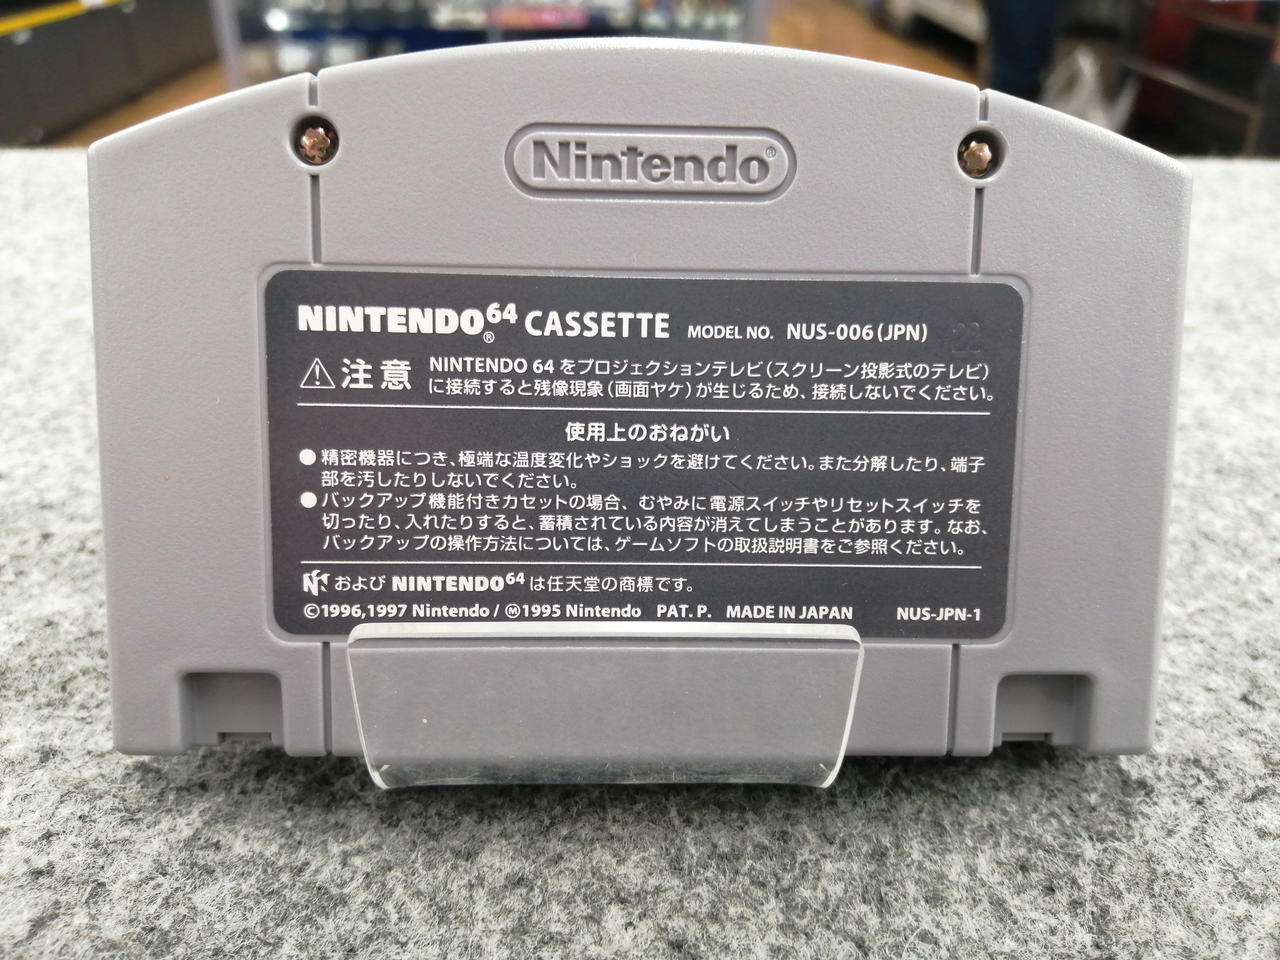 Nintendo®
NINTENDO64® CASSETTE MODEL NO. NUS-006(JPN)
22
注意 NINTENDO 64 をプロジェクションテレビ(スクリーン投影式のテレビ)
に接続すると残像現象(画面ヤケ)が生じるため、接続しないでください。
使用上のおねがい
●精密機器につき、極端な温度変化やショックを避けてください。また分解したり、端子
部を汚したりしないでください。
●バックアップ機能付きカセットの場合、むやみに電源スイッチやリセットスイッチを
切ったり、入れたりすると、蓄積されている内容が消えてしまうことがあります。なお、
バックアップの操作方法については、ゲームソフトの取扱説明書をご参照ください。
および NINTENDO64 は任天堂の商標です。
©1996,1997 Nintendo / Ⓜ1995 Nintendo PAT. P. MADE IN JAPAN NUS-JPN-1